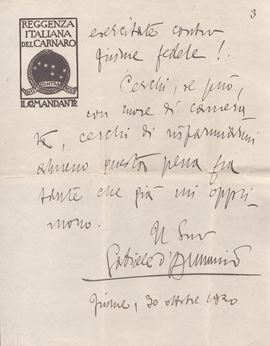 3
REGGENZA
ITALIANA
DEL CARNARO
IL COMANDANTE
esercitate contro
Fiume fedele!
Cerchi, se può,
con more di camera
ta, cerchi di risparmiarmi
almeno questa pena fra
tante che già mi oppri
mono.
Il Suo
Gabriele d'Annunzio
Fiume, 30 ottobre 1920